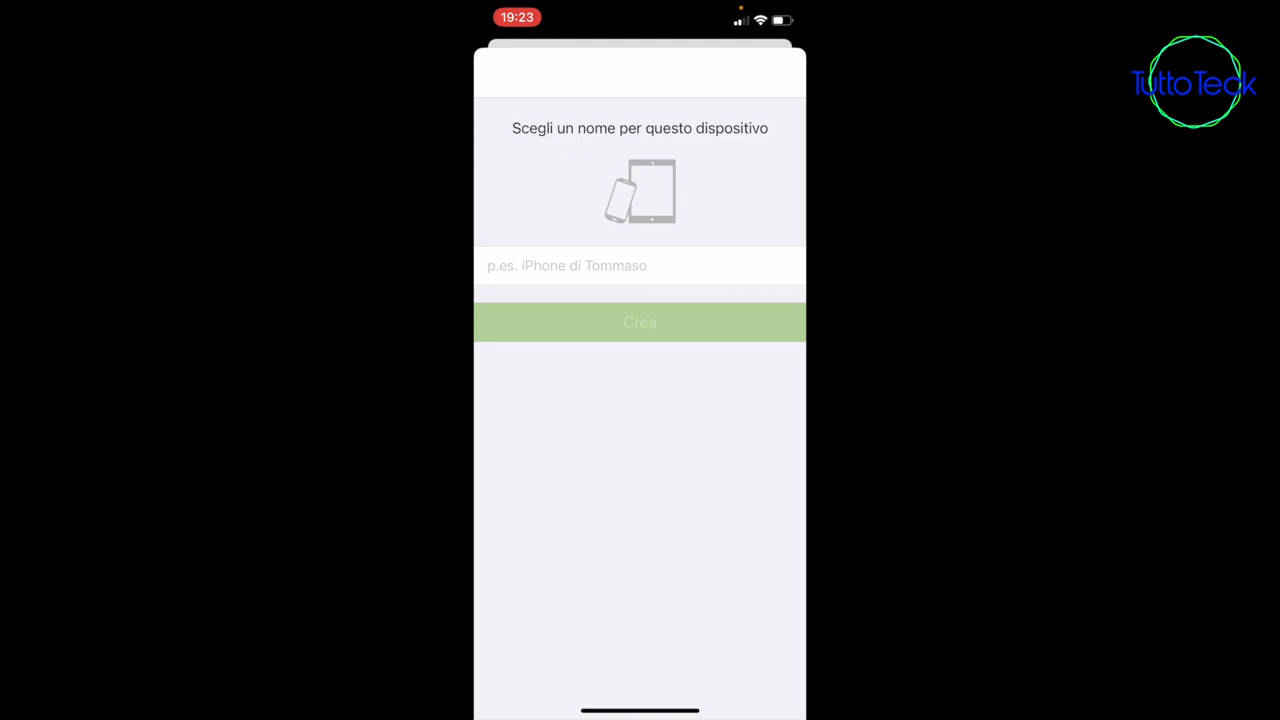 19:23
TuttoTeck
Scegli un nome per questo dispositivo
p.es. iPhone di Tommaso
Crea